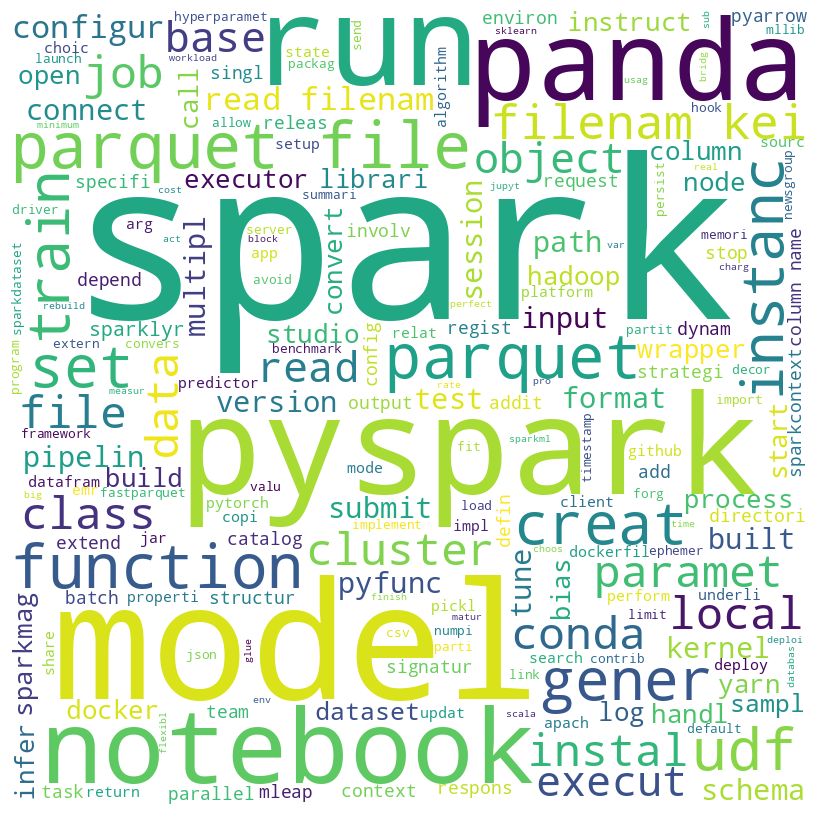 configur
hyperparamet
choic
launch
workload
base
run
state
send
sklearn
packag
environ
sub
instruct
pyarrow
mllib
usag
bridg
panda
open
job
singl
call
read filenam
algorithm
filenam kei
hook
sourc
connect
minimum
allow
releas
setup
parquet file
object
column
newsgroup
train
specifi
executor
librari
cost
summari
jupyt
request
persist
node
real
instanc
driver
arg
act
server
block
app
involv
session
path
var
memori
charg
stop
spark
sparkdataset
multipl
depend
avoid
convert
hadoop
platform
column name
rebuild
perfect
sparklyr
studio
relat
regist
input
partit
dynam
extern
convers
benchmark
config
wrapper
decor
program
set
measur
data
predictor
read
parquet
strategi
sparkcontext
file
version
output
test
addit
format
rate
pro
import
start
framework
pipelin
build
valu
mode
fit
sparkml
timestamp
github
add
pyspark
datafram
big
emr
fastparquet
pytorch
load
client
forg
process
time
class
copi
submit
implement
impl
defin
creat
directori
extend
jar
catalog
choos
dockerfil
ephemer
built
function
cluster
tune
bias
paramet
batch
properti
structur
pyfunc
finish
pickl
matur
perform
underli
limit
local
sparkmag
model
csv
numpi
parti
conda
deploi
databas
share
json
glue
signatur
search
contrib
kernel
deploy
link
gener
yarn
docker
team
env
dataset
updat
scala
apach
log
handl
sampl
default
infer
flexibl
notebook
instal
udf
task
return
parallel
mleap
context
respons
execut
schema